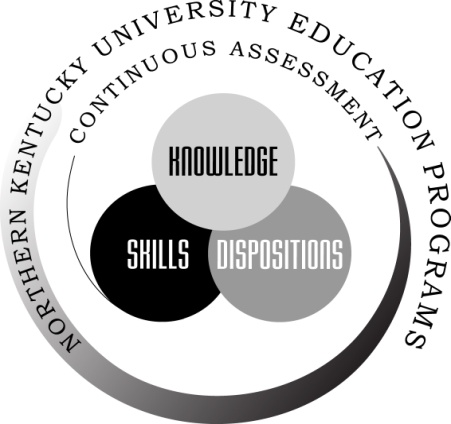 NORTHERN KENTUCKY UNIVERSITY EDUCATION PROGRAMS
CONTINUOUS ASSESSMENT
KNOWLEDGE
SKILLS
DISPOSITIONS